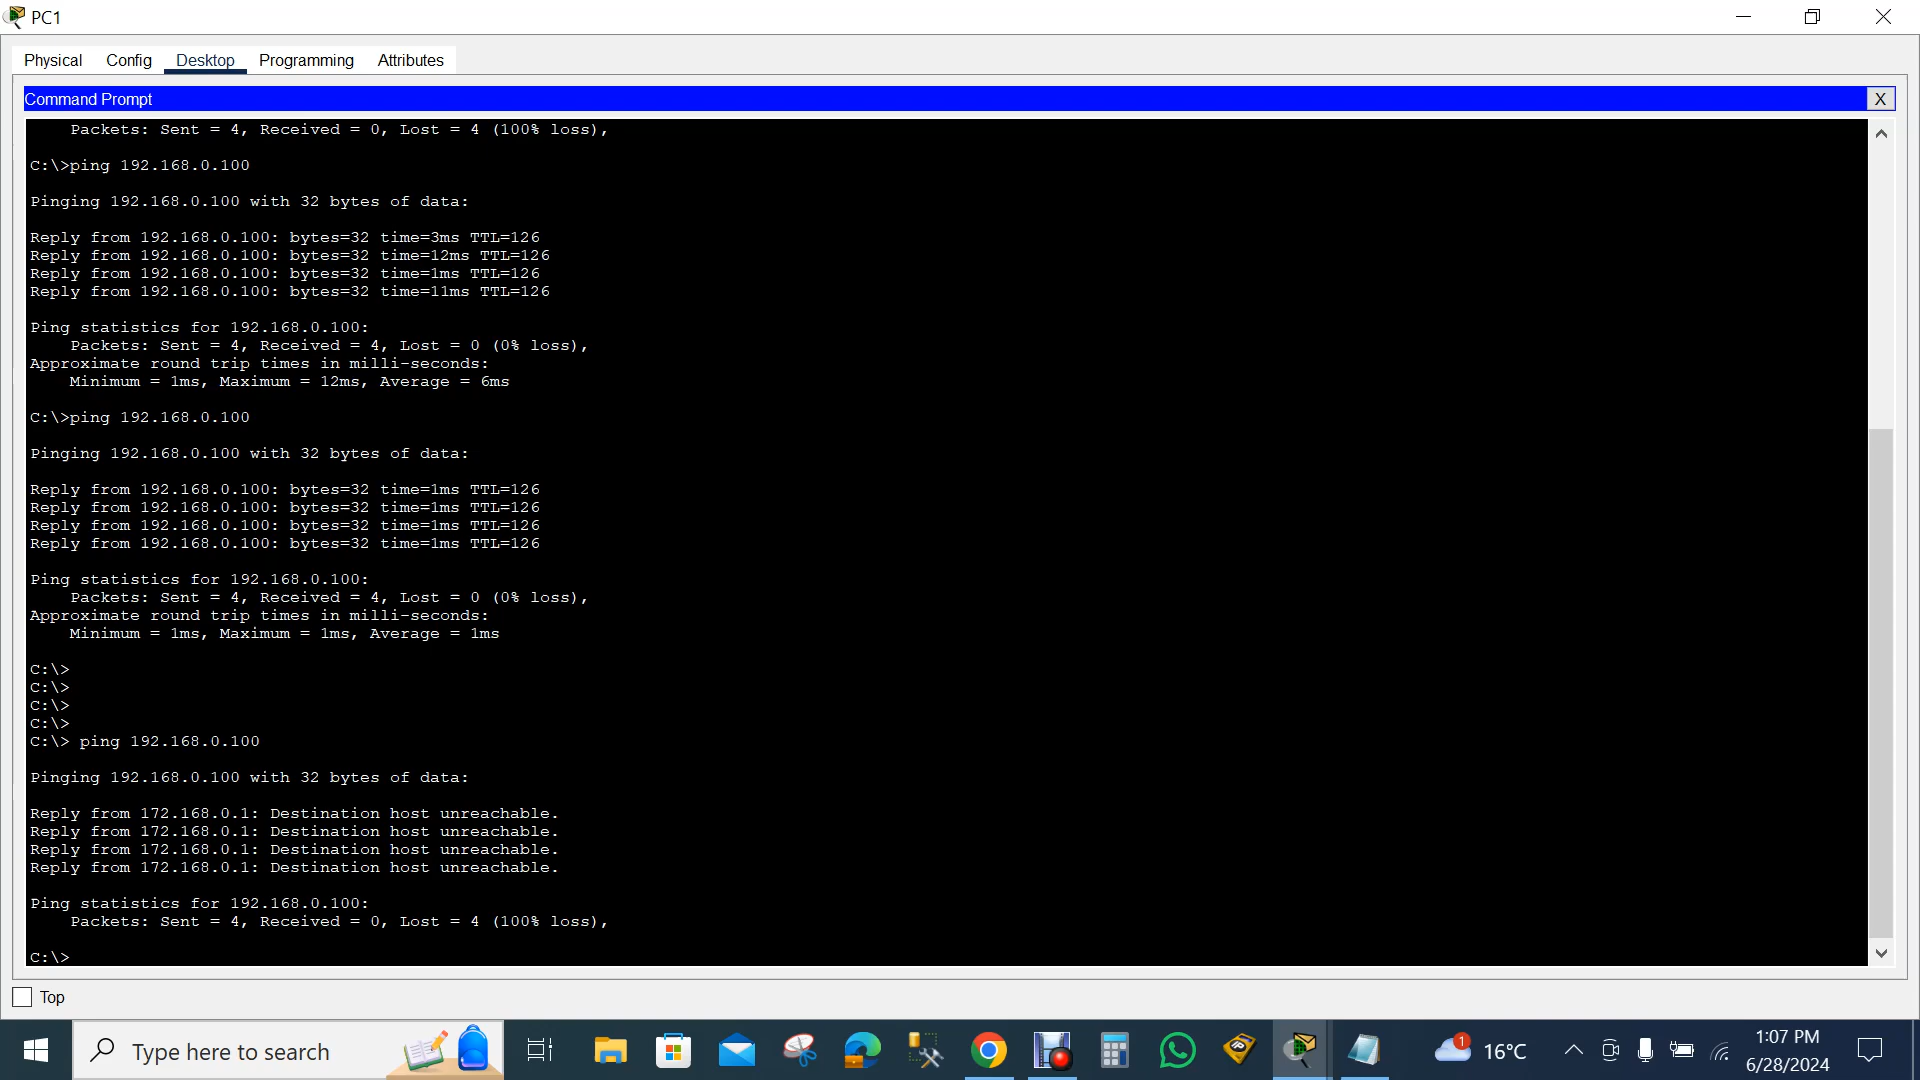 PC1
Physical Config Desktop Programming Attributes
Command Prompt
X
Packets: Sent = 4, Received = 0, Lost = 4 (100% loss),
C:\>ping 192.168.0.100
Pinging 192.168.0.100 with 32 bytes of data:
Reply from 192.168.0.100: bytes=32 time=3ms TTL=126
Reply from 192.168.0.100: bytes=32 time=12ms TTL=126
Reply from 192.168.0.100: bytes=32 time=1ms TTL=126
Reply from 192.168.0.100: bytes=32 time=11ms TTL=126
Ping statistics for 192.168.0.100:
Packets: Sent = 4, Received = 4, Lost = 0 (0% loss),
Approximate round trip times in milli-seconds:
Minimum = 1ms, Maximum = 12ms, Average = 6ms
C:\>ping 192.168.0.100
Pinging 192.168.0.100 with 32 bytes of data:
Reply from 192.168.0.100: bytes=32 time=1ms TTL=126
Reply from 192.168.0.100: bytes=32 time=1ms TTL=126
Reply from 192.168.0.100: bytes=32 time=1ms TTL=126
Reply from 192.168.0.100: bytes=32 time=1ms TTL=126
Ping statistics for 192.168.0.100:
Packets: Sent = 4, Received = 4, Lost = 0 (0% loss),
Approximate round trip times in milli-seconds:
Minimum = 1ms, Maximum = 1ms, Average = 1ms
C:\>
C:\>
C:\>
C:\>
C:\> ping 192.168.0.100
Pinging 192.168.0.100 with 32 bytes of data:
Reply from 172.168.0.1: Destination host unreachable.
Reply from 172.168.0.1: Destination host unreachable.
Reply from 172.168.0.1: Destination host unreachable.
Reply from 172.168.0.1: Destination host unreachable.
Ping statistics for 192.168.0.100:
Packets: Sent = 4, Received = 0, Lost = 4 (100% loss),
C:\>
Top
Type here to search
IP
1
16°C
1:07 PM
6/28/2024